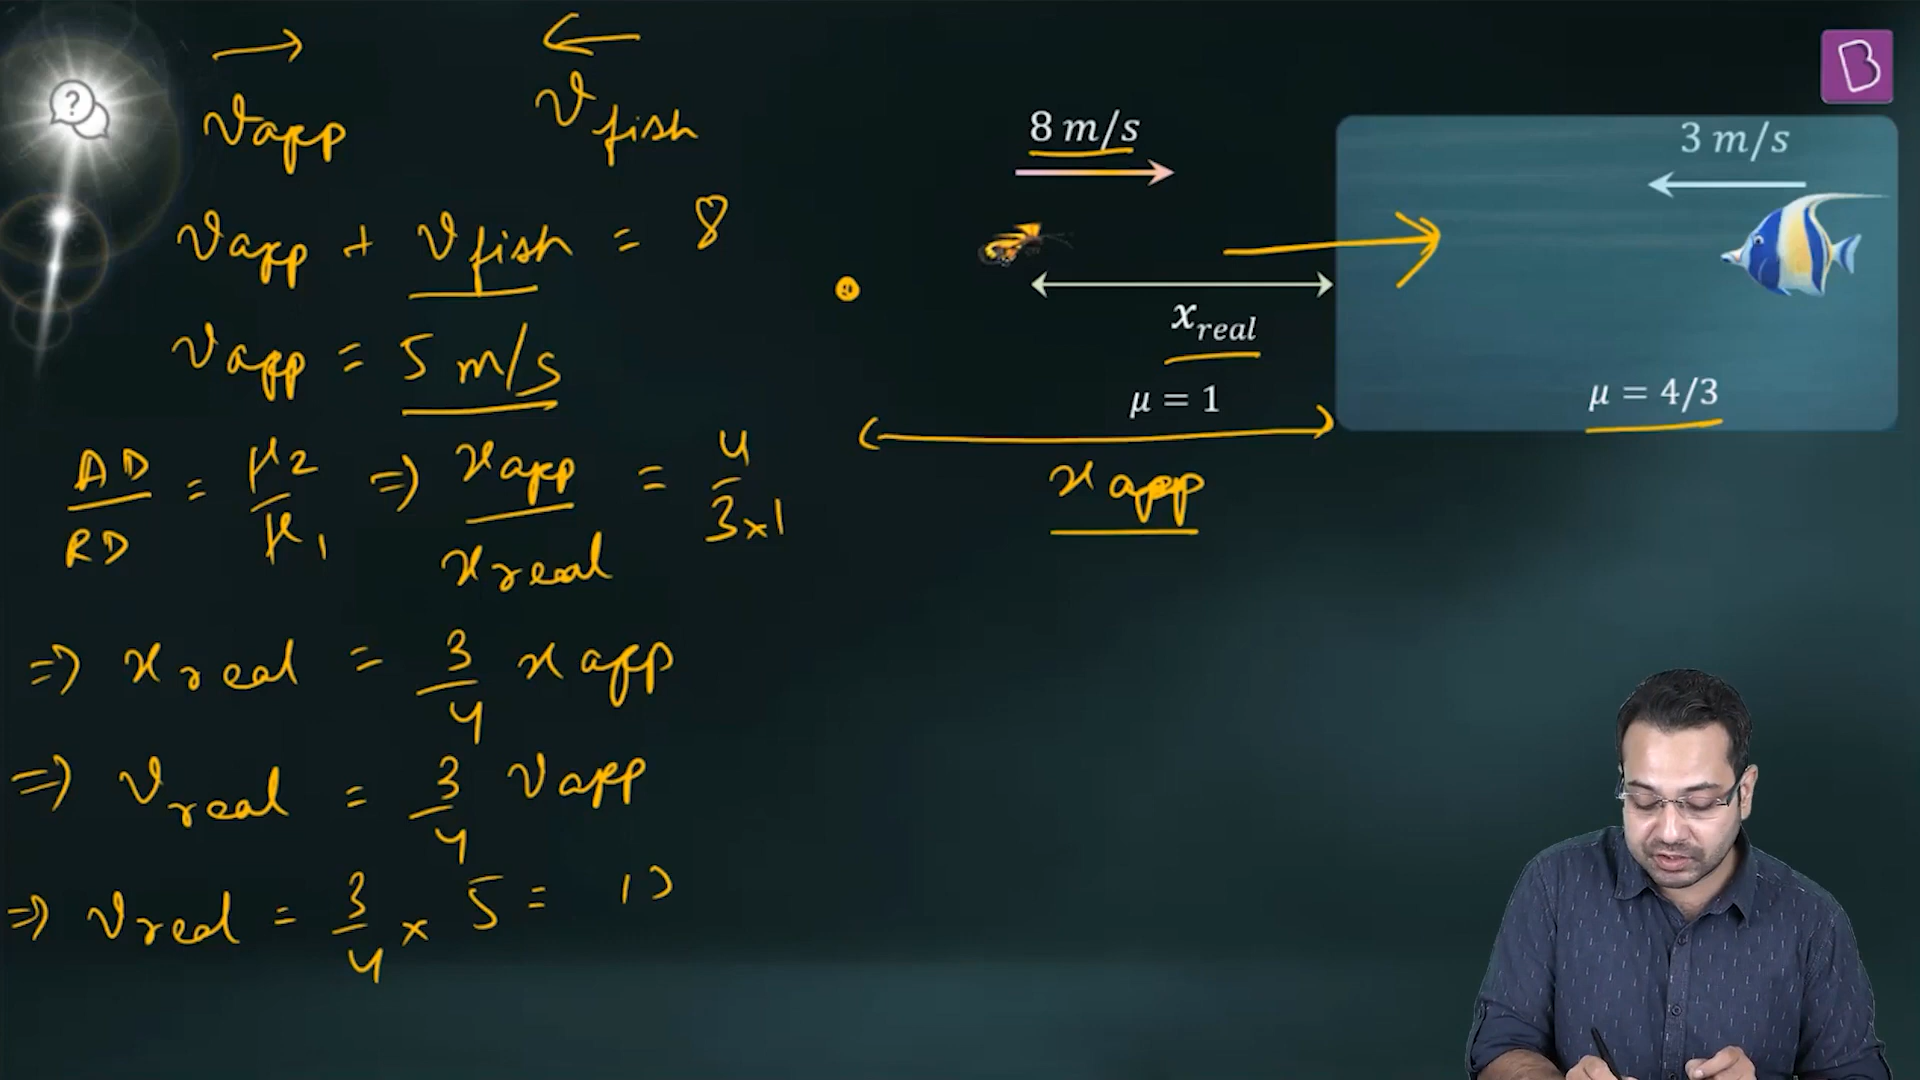 → ←
v_app v_fish
v_app + v_fish = 8
v_app = 5 m/s
AD/RD = μ₂/μ₁ ⇒ x_app/x_real = 4/3×1
⇒ x_real = 3/4 x_app
⇒ v_real = 3/4 v_app
⇒ v_real = 3/4 × 5 = 15
8 m/s
3 m/s
x_real
μ = 1
μ = 4/3
x_app
?
B